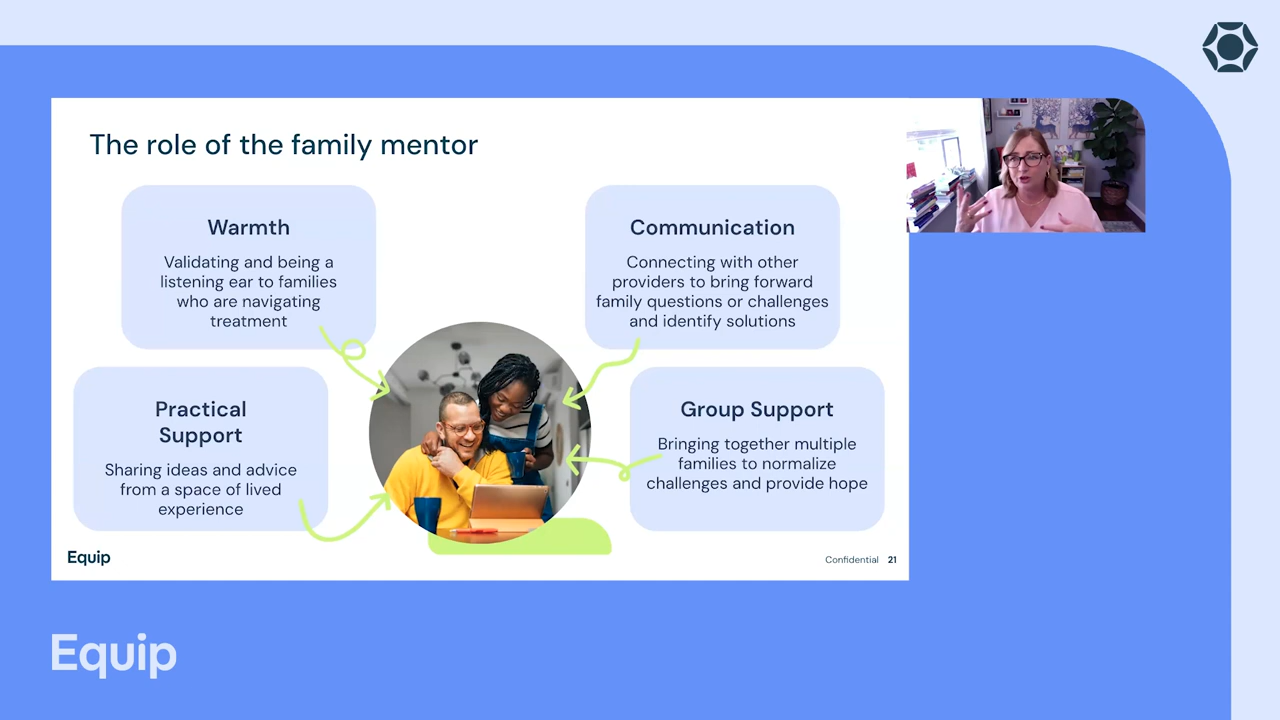 The role of the family mentor
Warmth
Validating and being a
listening ear to families
who are navigating
treatment
Communication
Connecting with other
providers to bring forward
family questions or challenges
and identify solutions
Practical
Support
Sharing ideas and advice
from a space of lived
experience
Group Support
Bringing together multiple
families to normalize
challenges and provide hope
Equip
Confidential 21
Equip